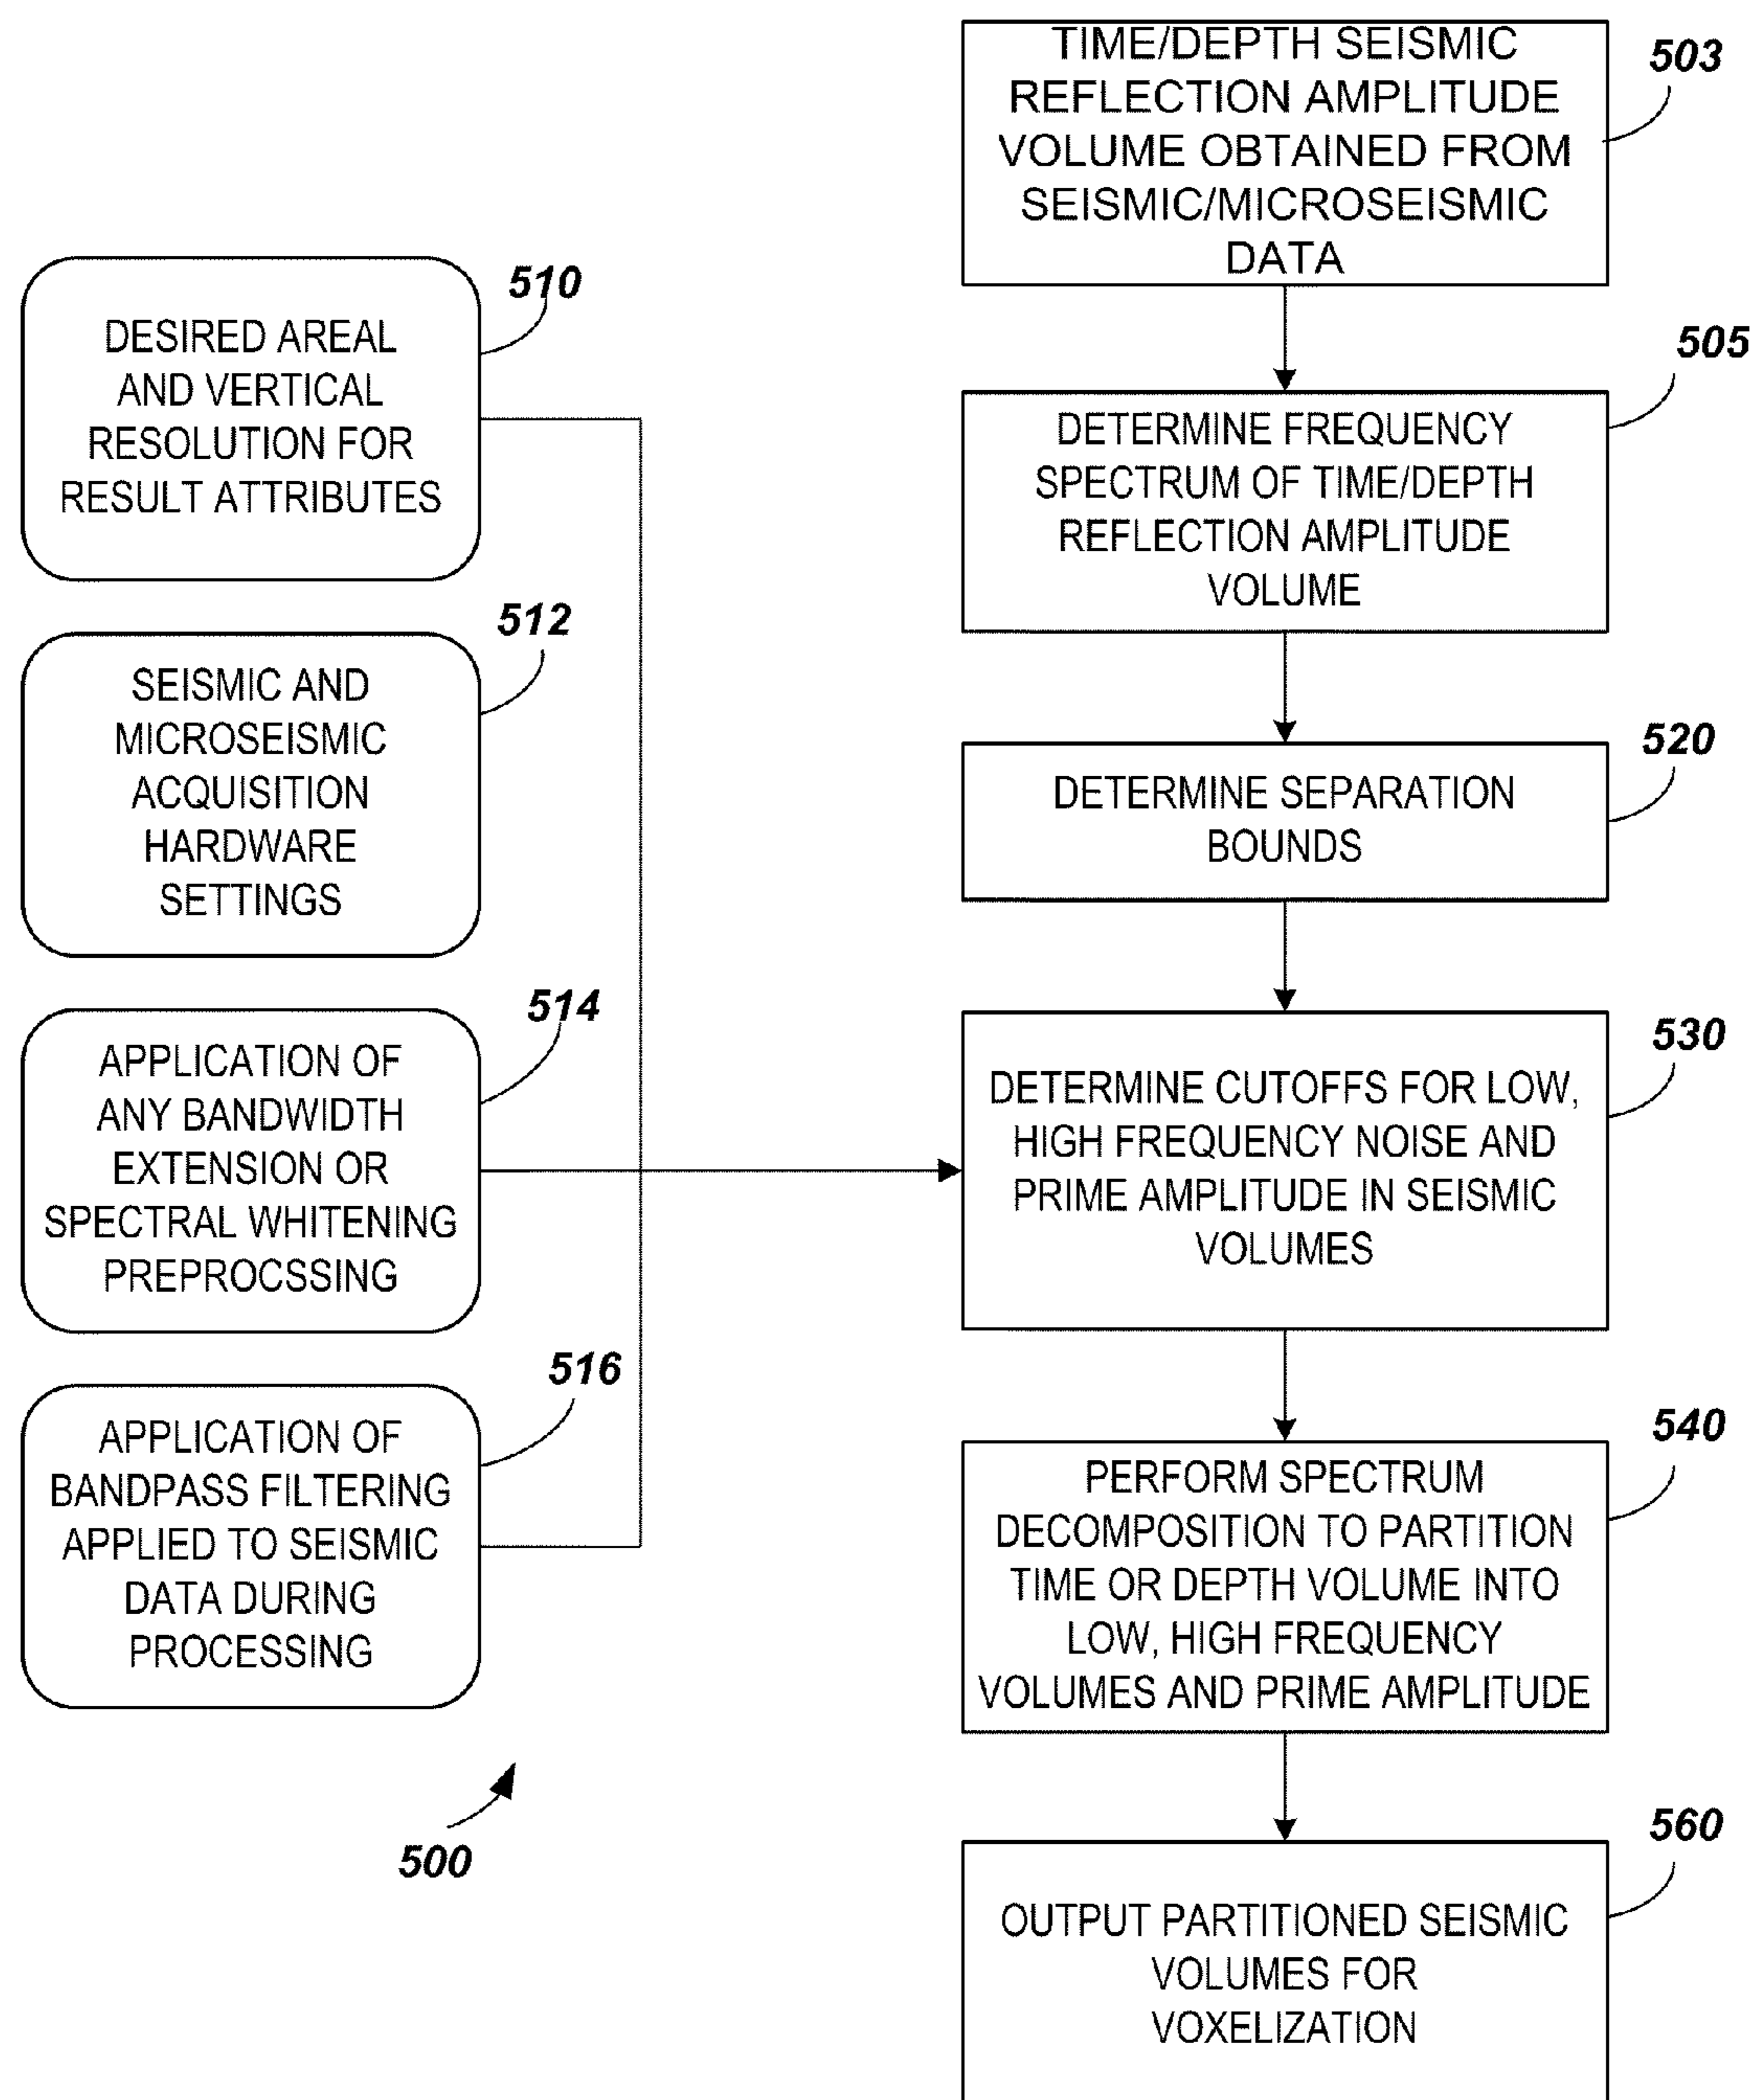 TIME/DEPTH SEISMIC
REFLECTION AMPLITUDE
VOLUME OBTAINED FROM
SEISMIC/MICROSEISMIC
DATA
503
DETERMINE FREQUENCY
SPECTRUM OF TIME/DEPTH
REFLECTION AMPLITUDE
VOLUME
505
DETERMINE SEPARATION
BOUNDS
520
DESIRED AREAL
AND VERTICAL
RESOLUTION FOR
RESULT ATTRIBUTES
510
SEISMIC AND
MICROSEISMIC
ACQUISITION
HARDWARE
SETTINGS
512
APPLICATION OF
ANY BANDWIDTH
EXTENSION OR
SPECTRAL WHITENING
PREPROCSSING
514
APPLICATION OF
BANDPASS FILTERING
APPLIED TO SEISMIC
DATA DURING
PROCESSING
516
DETERMINE CUTOFFS FOR LOW,
HIGH FREQUENCY NOISE AND
PRIME AMPLITUDE IN SEISMIC
VOLUMES
530
PERFORM SPECTRUM
DECOMPOSITION TO PARTITION
TIME OR DEPTH VOLUME INTO
LOW, HIGH FREQUENCY
VOLUMES AND PRIME AMPLITUDE
540
OUTPUT PARTITIONED SEISMIC
VOLUMES FOR
VOXELIZATION
560
500